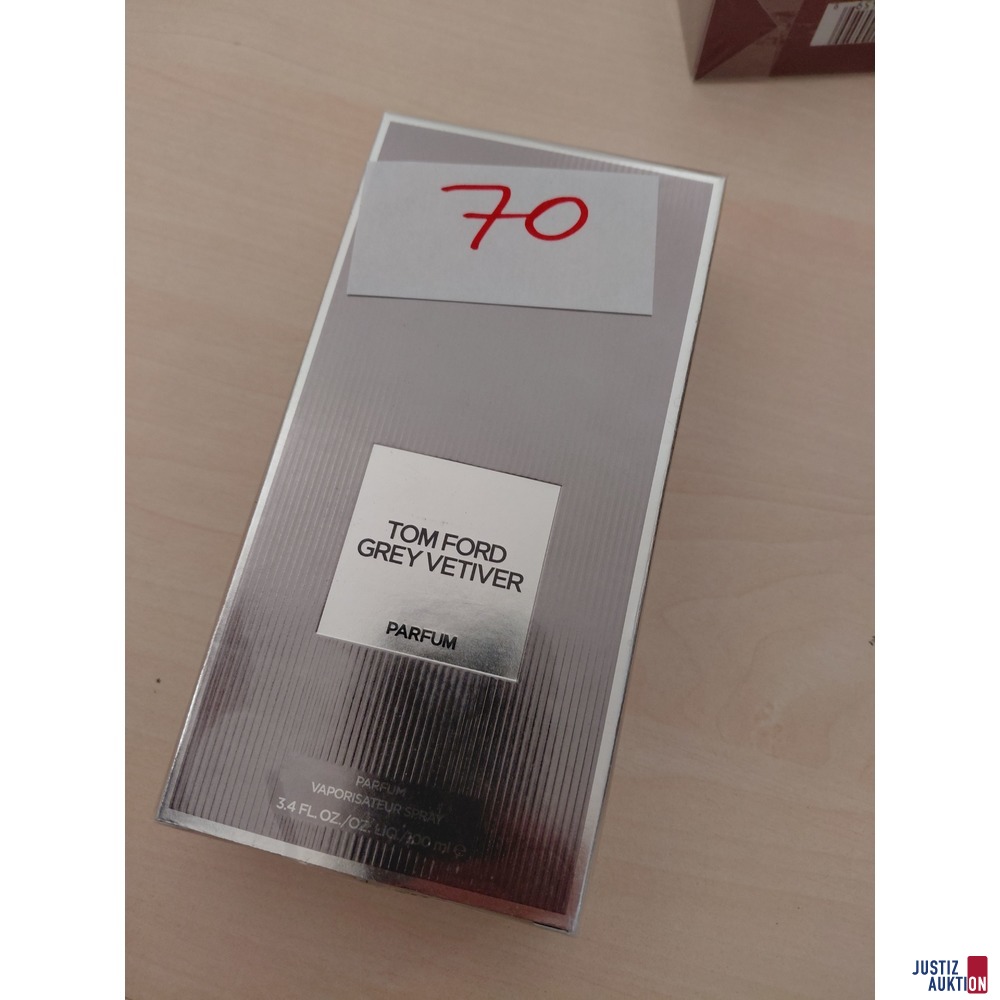 70
TOM FORD
GREY VETIVER
PARFUM
PARFUM
VAPORISATEUR SPRAY
3.4 FL.OZ./OZ. LIQ./100 ml e
JUSTIZ
AUKTION